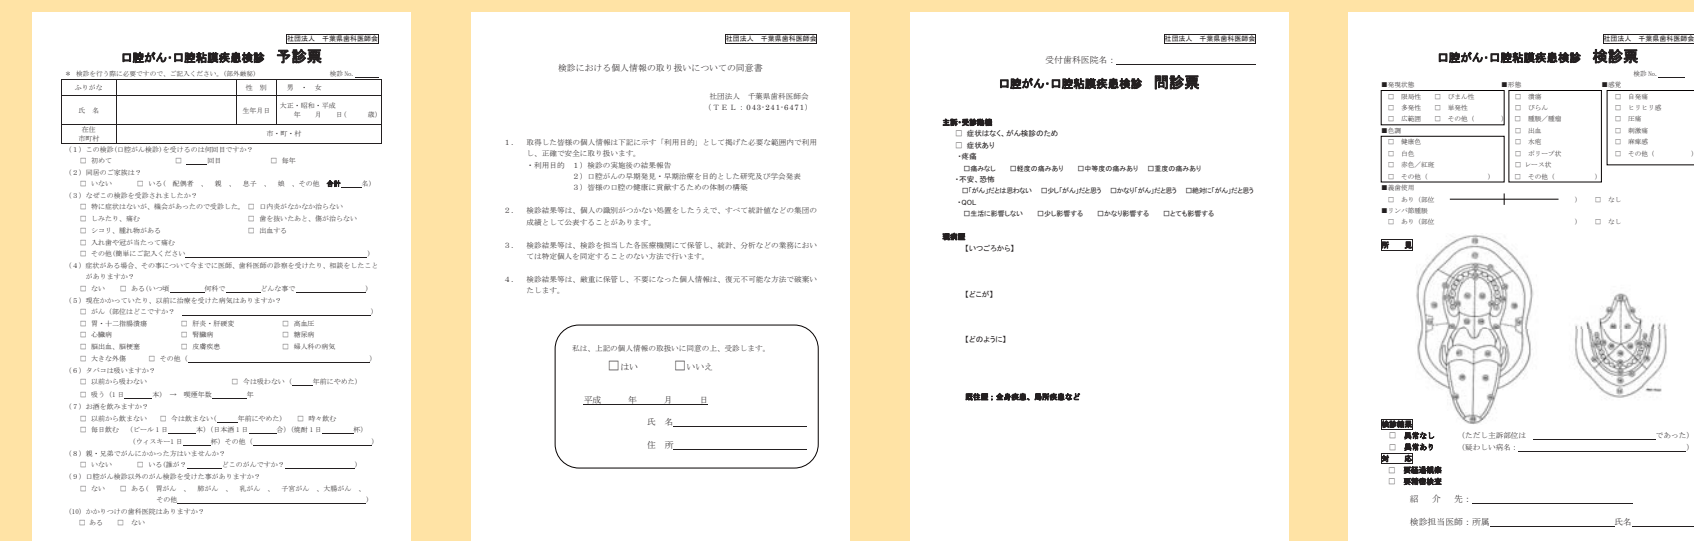 社団法人　千葉県歯科医師会
口腔がん・口腔粘膜疾患検診　予診票
＊ 検診を行う際に必要ですので、ご記入ください。(部外厳秘)　検診 No.
ふりがな　性 別　男 ・ 女
氏 名　生年月日　大正・昭和・平成
年　月　日(　歳)
在住
市町村　市・町・村
(1) この検診(口腔がん検診)を受けるのは何回目ですか？
□ 初めて　□ 回目　□ 毎年
(2) 同居のご家族は？
□ いない　□ いる( 配偶者 、 親 、 息子 、 娘 、その他 合計 名)
(3) なぜこの検診を受診されましたか？
□ 特に症状はないが、機会があったので受診した。　□ 口内炎がなかなか治らない
□ しみたり、痛む　□ 歯を抜いたあと、傷が治らない
□ シコリ、腫れ物がある　□ 出血する
□ 入れ歯や冠が当たって痛む
□ その他(簡単にご記入ください　)
(4) 症状がある場合、その事について今までに医師、歯科医師の診察を受けたり、相談をしたこと
がありますか？
□ ない　□ ある(いつ頃　何科で　どんな事で　)
(5) 現在かかっていたり、以前に治療を受けた病気はありますか？
□ がん (部位はどこですか？　)
□ 胃・十二指腸潰瘍　□ 肝炎・肝硬変　□ 高血圧
□ 心臓病　□ 腎臓病　□ 糖尿病
□ 脳出血、脳梗塞　□ 皮膚疾患　□ 婦人科の病気
□ 大きな外傷　□ その他 (　)
(6) タバコは吸いますか？
□ 以前から吸わない　□ 今は吸わない (　年前にやめた)
□ 吸う (1日　本) → 喫煙年数　年
(7) お酒を飲みますか？
□ 以前から飲まない　□ 今は飲まない(　年前にやめた)　□ 時々飲む
□ 毎日飲む　(ビール1日　本) (日本酒1日　合) (焼酎1日　杯)
(ウィスキー1日　杯) その他 (　)
(8) 親・兄弟でがんにかかった方はいませんか？
□ いない　□ いる(誰が？　どこのがんですか？　)
(9) 口腔がん検診以外のがん検診を受けた事がありますか？
□ ない　□ ある( 胃がん 、 肺がん 、 乳がん 、 子宮がん 、大腸がん 、
その他　)
(10) かかりつけの歯科医院はありますか？
□ ある　□ ない
社団法人　千葉県歯科医師会
検診における個人情報の取り扱いについての同意書
社団法人　千葉県歯科医師会
(TEL：043-241-6471)
1． 取得した皆様の個人情報は下記に示す「利用目的」として掲げた必要な範囲内で利用
し、正確で安全に取り扱います。
・利用目的　1) 検診の実施後の結果報告
2) 口腔がんの早期発見・早期治療を目的とした研究及び学会発表
3) 皆様の口腔の健康に貢献するための体制の構築
2． 検診結果等は、個人の識別がつかない処置をしたうえで、すべて統計値などの集団の
成績として公表することがあります。
3． 検診結果等は、検診を担当した各医療機関にて保管し、統計、分析などの業務におい
ては特定個人を同定することのない方法で行います。
4． 検診結果等は、厳重に保管し、不要になった個人情報は、復元不可能な方法で破棄い
たします。
私は、上記の個人情報の取扱いに同意の上、受診します。
□はい　□いいえ
平成　年　月　日
氏 名
住 所
社団法人　千葉県歯科医師会
受付歯科医院名：
口腔がん・口腔粘膜疾患検診　問診票
主訴・受診動機
□ 症状はなく、がん検診のため
□ 症状あり
・疼痛
□痛みなし　□軽度の痛みあり　□中等度の痛みあり　□重度の痛みあり
・不安、恐怖
□「がん」だとは思わない　□少し「がん」だと思う　□かなり「がん」だと思う　□絶対に「がん」だと思う
・QOL
□生活に影響しない　□少し影響する　□かなり影響する　□とても影響する
現病歴
【いつごろから】
【どこが】
【どのように】
既往歴；全身疾患、局所疾患など
社団法人　千葉県歯科医師会
口腔がん・口腔粘膜疾患検診　検診票
検診 No.
■発現状態　■形態　■感覚
□ 限局性　□ びまん性　□ 潰瘍　□ 自発痛
□ 多発性　□ 単発性　□ びらん　□ ヒリヒリ感
□ 広範囲　□ その他 (　)　□ 腫脹／腫瘤　□ 圧痛
■色調　□ 出血　□ 刺激痛
□ 健康色　□ 水疱　□ 麻痺感
□ 白色　□ ポリープ状　□ その他 (　)
□ 赤色／紅斑　□ レース状
□ その他 (　)　□ その他 (　)
■義歯使用
□ あり (部位　)　□ なし
■リンパ節腫脹
□ あり (部位　)　□ なし
所　見
検診結果
□ 異常なし　(ただし主訴部位は　であった)
□ 異常あり　(疑わしい病名：　)
対　応
□ 要経過観察
□ 要精密検査
紹　介　先：
検診担当医師：所属　氏名